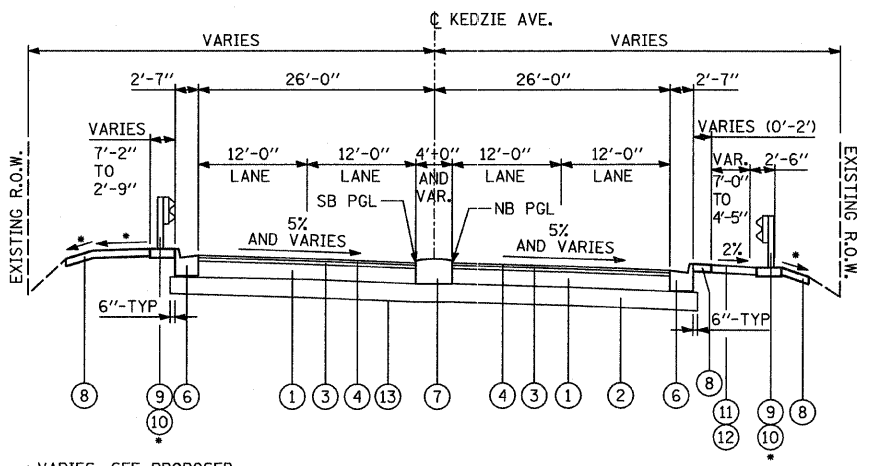 ℄ KEDZIE AVE.
VARIES
VARIES
2'-7"
26'-0"
26'-0"
2'-7"
VARIES
7'-2"
TO
2'-9"
12'-0"
LANE
12'-0"
LANE
4'-0"
AND
VAR.
12'-0"
LANE
12'-0"
LANE
VARIES (0'-2')
VAR.
7'-0"
TO
4'-5"
2'-6"
EXISTING R.O.W.
EXISTING R.O.W.
SB PGL
NB PGL
5%
AND VARIES
5%
AND VARIES
2%
*
*
*
6"-TYP
6"-TYP
8
9
10
*
6
1
3
4
13
7
4
3
1
2
6
8
11
12
9
10
*
8
VARIES, SEE PROPOSED